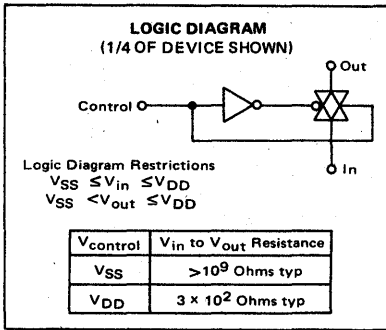 LOGIC DIAGRAM
(1/4 OF DEVICE SHOWN)
Out
Control
In
Logic Diagram Restrictions
VSS ≤Vin ≤VDD
VSS <Vout ≤VDD
Vcontrol Vin to Vout Resistance
VSS >10⁹ Ohms typ
VDD 3 × 10² Ohms typ